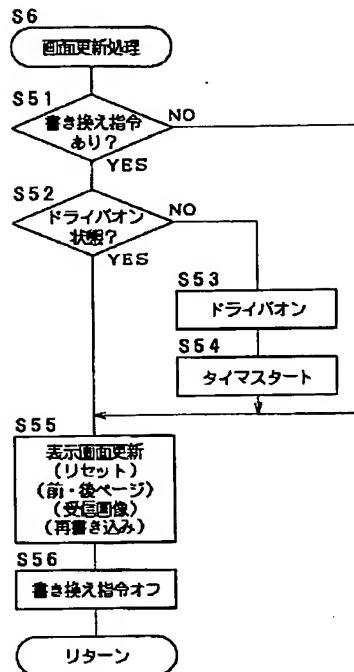 S6
画面更新処理
S51
書き換え指令
あり?
NO
YES
S52
ドライバオン
状態?
NO
YES
S53
ドライバオン
S54
タイマスタート
S55
表示画面更新
(リセット)
(前・後ページ)
(受信画像)
(再書き込み)
S56
書き換え指令オフ
リターン